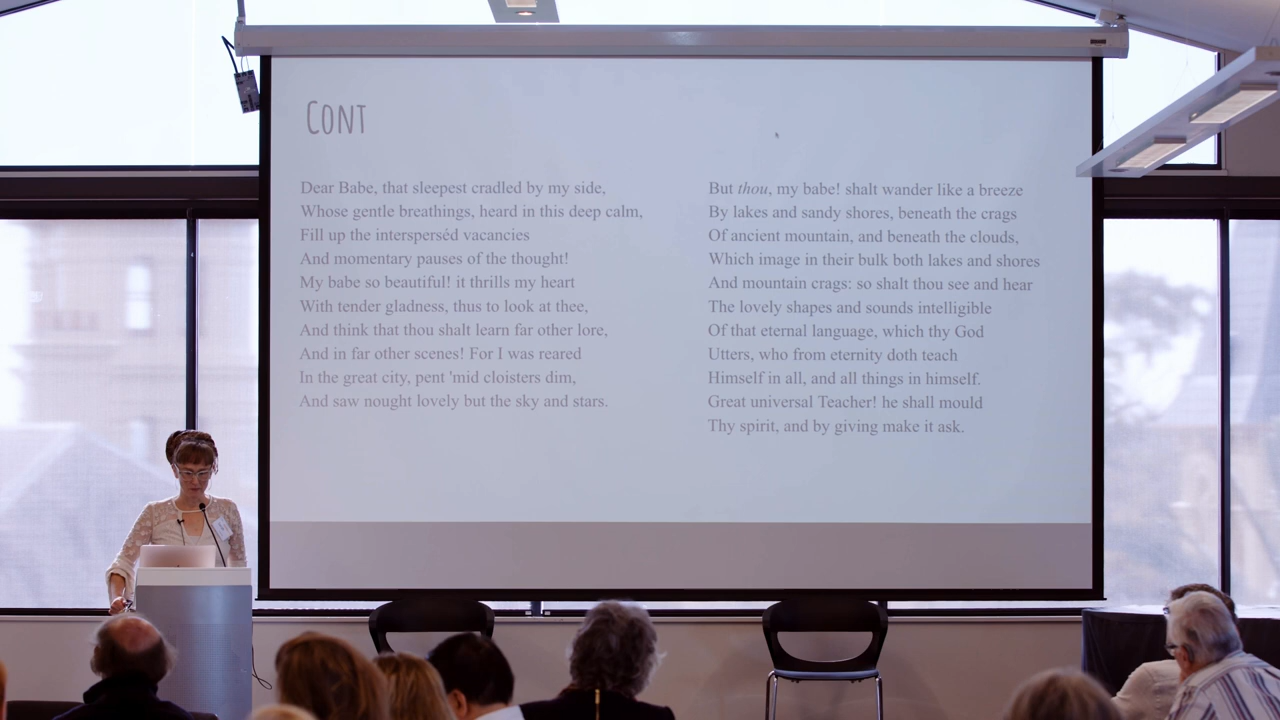 CONT
Dear Babe, that sleepest cradled by my side,
Whose gentle breathings, heard in this deep calm,
Fill up the interspersèd vacancies
And momentary pauses of the thought!
My babe so beautiful! it thrills my heart
With tender gladness, thus to look at thee,
And think that thou shalt learn far other lore,
And in far other scenes! For I was reared
In the great city, pent 'mid cloisters dim,
And saw nought lovely but the sky and stars.
But thou, my babe! shalt wander like a breeze
By lakes and sandy shores, beneath the crags
Of ancient mountain, and beneath the clouds,
Which image in their bulk both lakes and shores
And mountain crags: so shalt thou see and hear
The lovely shapes and sounds intelligible
Of that eternal language, which thy God
Utters, who from eternity doth teach
Himself in all, and all things in himself.
Great universal Teacher! he shall mould
Thy spirit, and by giving make it ask.